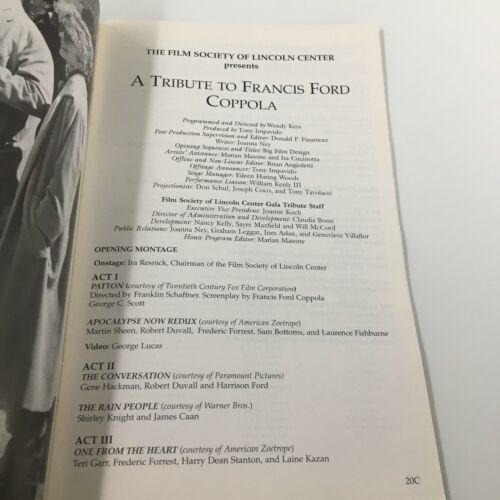 THE FILM SOCIETY OF LINCOLN CENTER
presents
A TRIBUTE TO FRANCIS FORD
COPPOLA
Programmed and Directed by Wendy Keys
Produced by Tony Impavido
Post-Production Supervision and Editor: Donald P. Finamore
Writer: Joanna Ney
Opening Sequences and Titles: Big Film Design
Artists' Assistance: Marian Masone and Isa Cucinotta
Offline and Non-Linear Editor: Brian Angioletti
Offstage Announcer: Tony Impavido
Stage Manager: Eileen Haring Woods
Performance Liaison: William Kenly III
Projectionists: Don Schul, Joseph Coco, and Tony Tavolacci
Film Society of Lincoln Center Gala Tribute Staff
Executive Vice President: Joanne Koch
Director of Administration and Development: Claudia Bonn
Development: Nancy Kelly, Sayre Maxfield and Will McCord
Public Relations: Joanna Ney, Graham Leggat, Ines Aslan, and Genevieve Villaflor
House Program Editor: Marian Masone
OPENING MONTAGE
Onstage: Ira Resnick, Chairman of the Film Society of Lincoln Center
ACT I
PATTON (courtesy of Twentieth Century Fox Film Corporation)
Directed by Franklin Schaffner. Screenplay by Francis Ford Coppola
George C. Scott
APOCALYPSE NOW REDUX (courtesy of American Zoetrope)
Martin Sheen, Robert Duvall, Frederic Forrest, Sam Bottoms, and Laurence Fishburne
Video: George Lucas
ACT II
THE CONVERSATION (courtesy of Paramount Pictures)
Gene Hackman, Robert Duvall and Harrison Ford
THE RAIN PEOPLE (courtesy of Warner Bros.)
Shirley Knight and James Caan
ACT III
ONE FROM THE HEART (courtesy of American Zoetrope)
Teri Garr, Frederic Forrest, Harry Dean Stanton, and Laine Kazan
20C